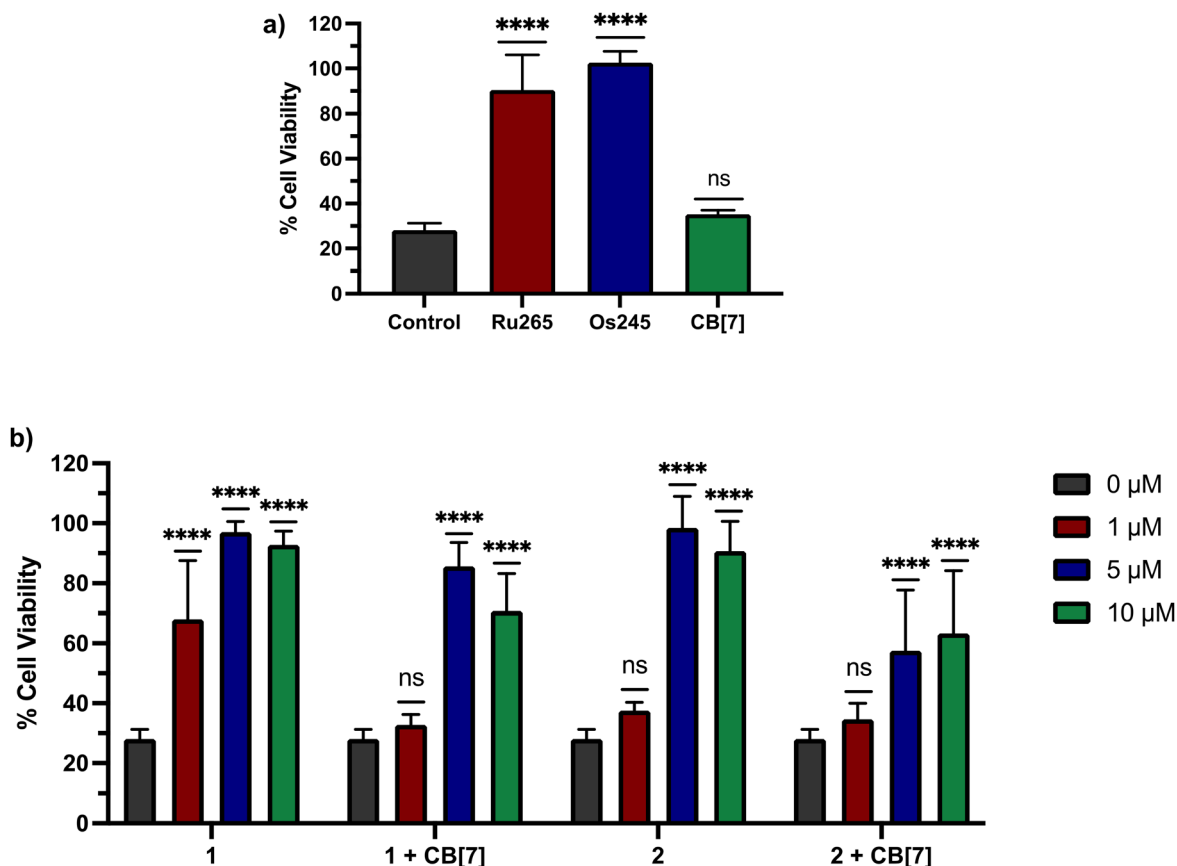 a)
% Cell Viability
120
100
80
60
40
20
0
****
****
ns
Control Ru265 Os245 CB[7]
b)
% Cell Viability
120
100
80
60
40
20
0
**** **** ****
ns **** ****
ns **** ****
ns **** ****
1 1 + CB[7] 2 2 + CB[7]
0 µM
1 µM
5 µM
10 µM